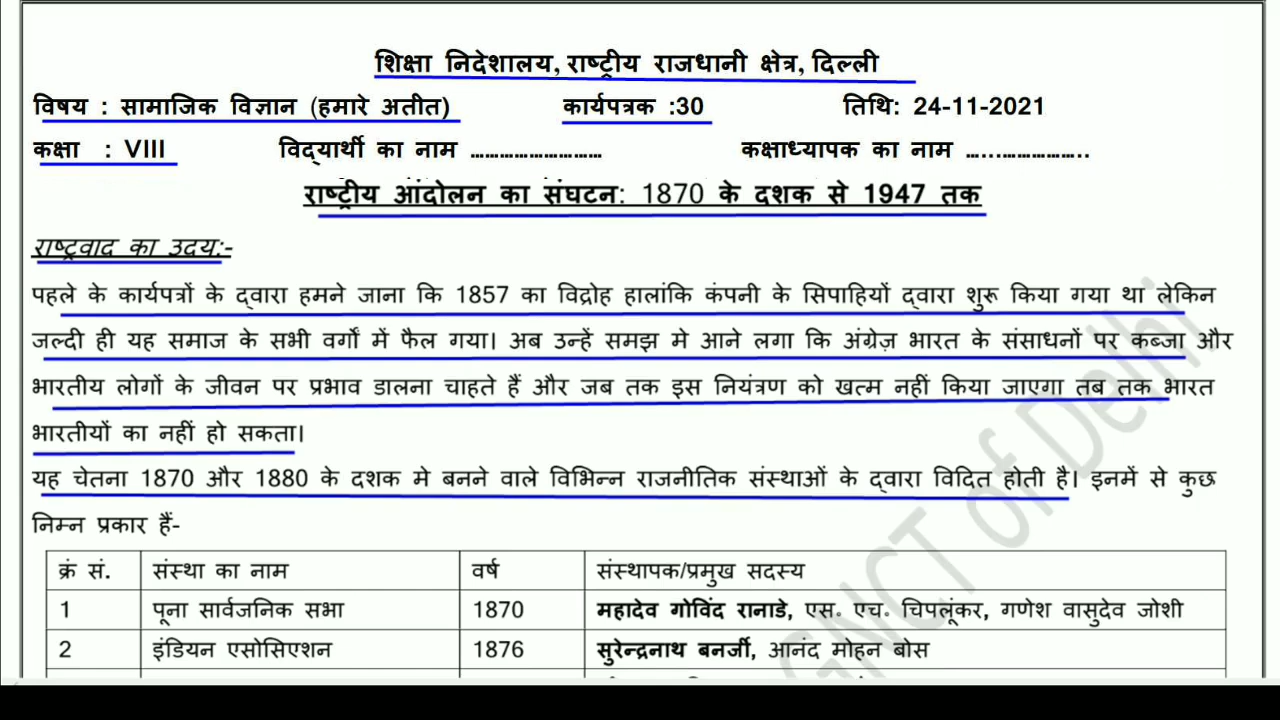 शिक्षा निदेशालय, राष्ट्रीय राजधानी क्षेत्र, दिल्ली
विषय : सामाजिक विज्ञान (हमारे अतीत) कार्यपत्रक :30 तिथि: 24-11-2021
कक्षा : VIII विद्यार्थी का नाम ............................ कक्षाध्यापक का नाम ........................
राष्ट्रीय आंदोलन का संघटन: 1870 के दशक से 1947 तक
राष्ट्रवाद का उदय:-
पहले के कार्यपत्रों के द्वारा हमने जाना कि 1857 का विद्रोह हालांकि कंपनी के सिपाहियों द्वारा शुरू किया गया था लेकिन
जल्दी ही यह समाज के सभी वर्गों में फैल गया। अब उन्हें समझ मे आने लगा कि अंग्रेज़ भारत के संसाधनों पर कब्जा और
भारतीय लोगों के जीवन पर प्रभाव डालना चाहते हैं और जब तक इस नियंत्रण को खत्म नहीं किया जाएगा तब तक भारत
भारतीयों का नहीं हो सकता।
यह चेतना 1870 और 1880 के दशक मे बनने वाले विभिन्न राजनीतिक संस्थाओं के द्वारा विदित होती है। इनमें से कुछ
निम्न प्रकार हैं-
क्रं सं. संस्था का नाम वर्ष संस्थापक/प्रमुख सदस्य
1 पूना सार्वजनिक सभा 1870 महादेव गोविंद रानाडे, एस॰ एच॰ चिपलूंकर, गणेश वासुदेव जोशी
2 इंडियन एसोसिएशन 1876 सुरेन्द्रनाथ बनर्जी, आनंद मोहन बोस
GNCT of Delhi